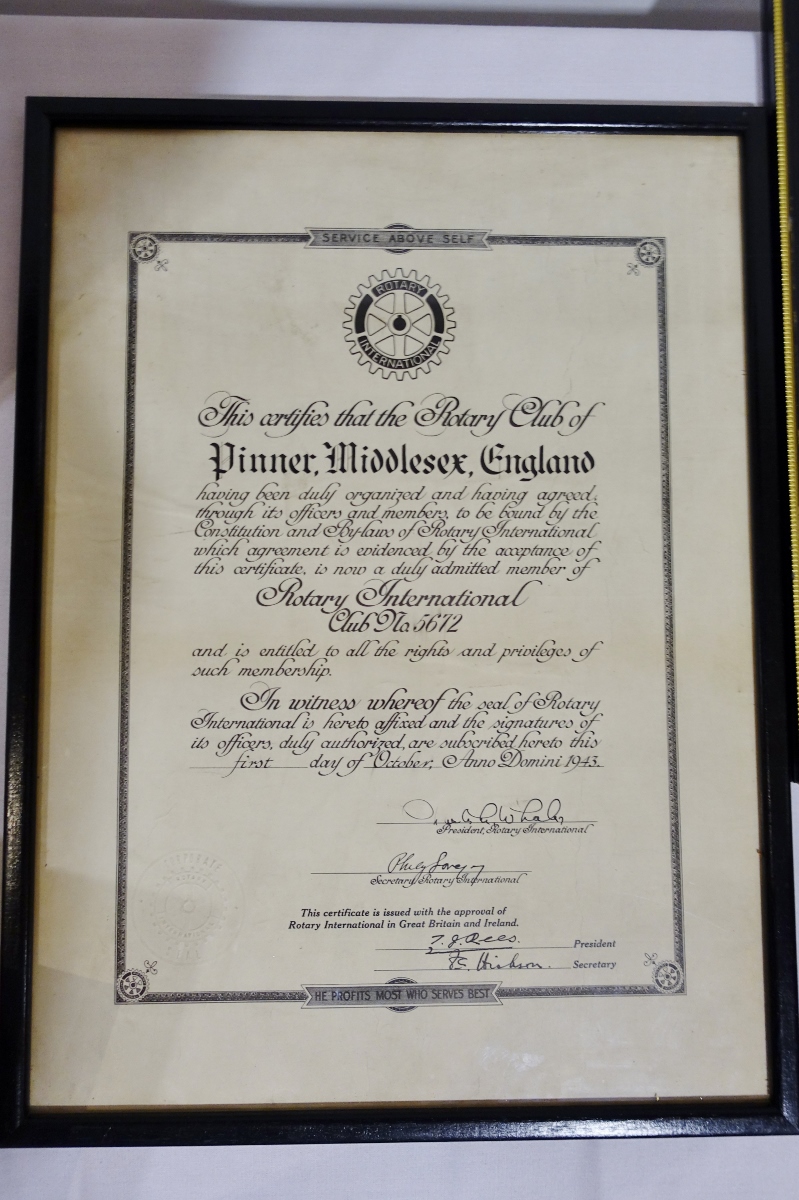 SERVICE ABOVE SELF
ROTARY
INTERNATIONAL
This certifies that the Rotary Club of
Pinner, Middlesex, England
having been duly organized and having agreed,
through its officers and members, to be bound by the
Constitution and By-laws of Rotary International
which agreement is evidenced by the acceptance of
this certificate, is now a duly admitted member of
Rotary International
Club No. 5672
and is entitled to all the rights and privileges of
such membership.
In witness whereof the seal of Rotary
International is hereto affixed and the signatures of
its officers, duly authorized, are subscribed hereto this
first day of October, Anno Domini 1943.
President, Rotary International
Secretary, Rotary International
This certificate is issued with the approval of
Rotary International in Great Britain and Ireland.
T. J. Rees. President
Secretary
HE PROFITS MOST WHO SERVES BEST